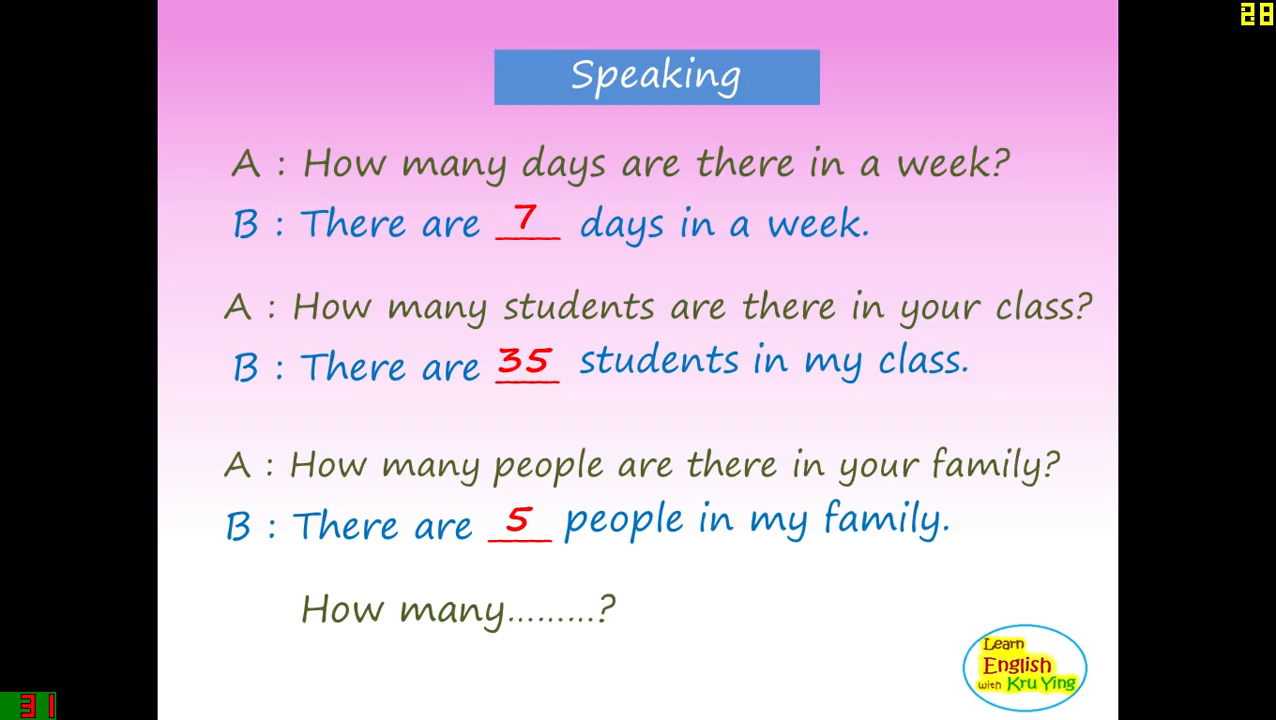 28
Speaking
A : How many days are there in a week?
B : There are 7 days in a week.
A : How many students are there in your class?
B : There are 35 students in my class.
A : How many people are there in your family?
B : There are 5 people in my family.
How many.........?
Learn
English
with Kru Ying
31